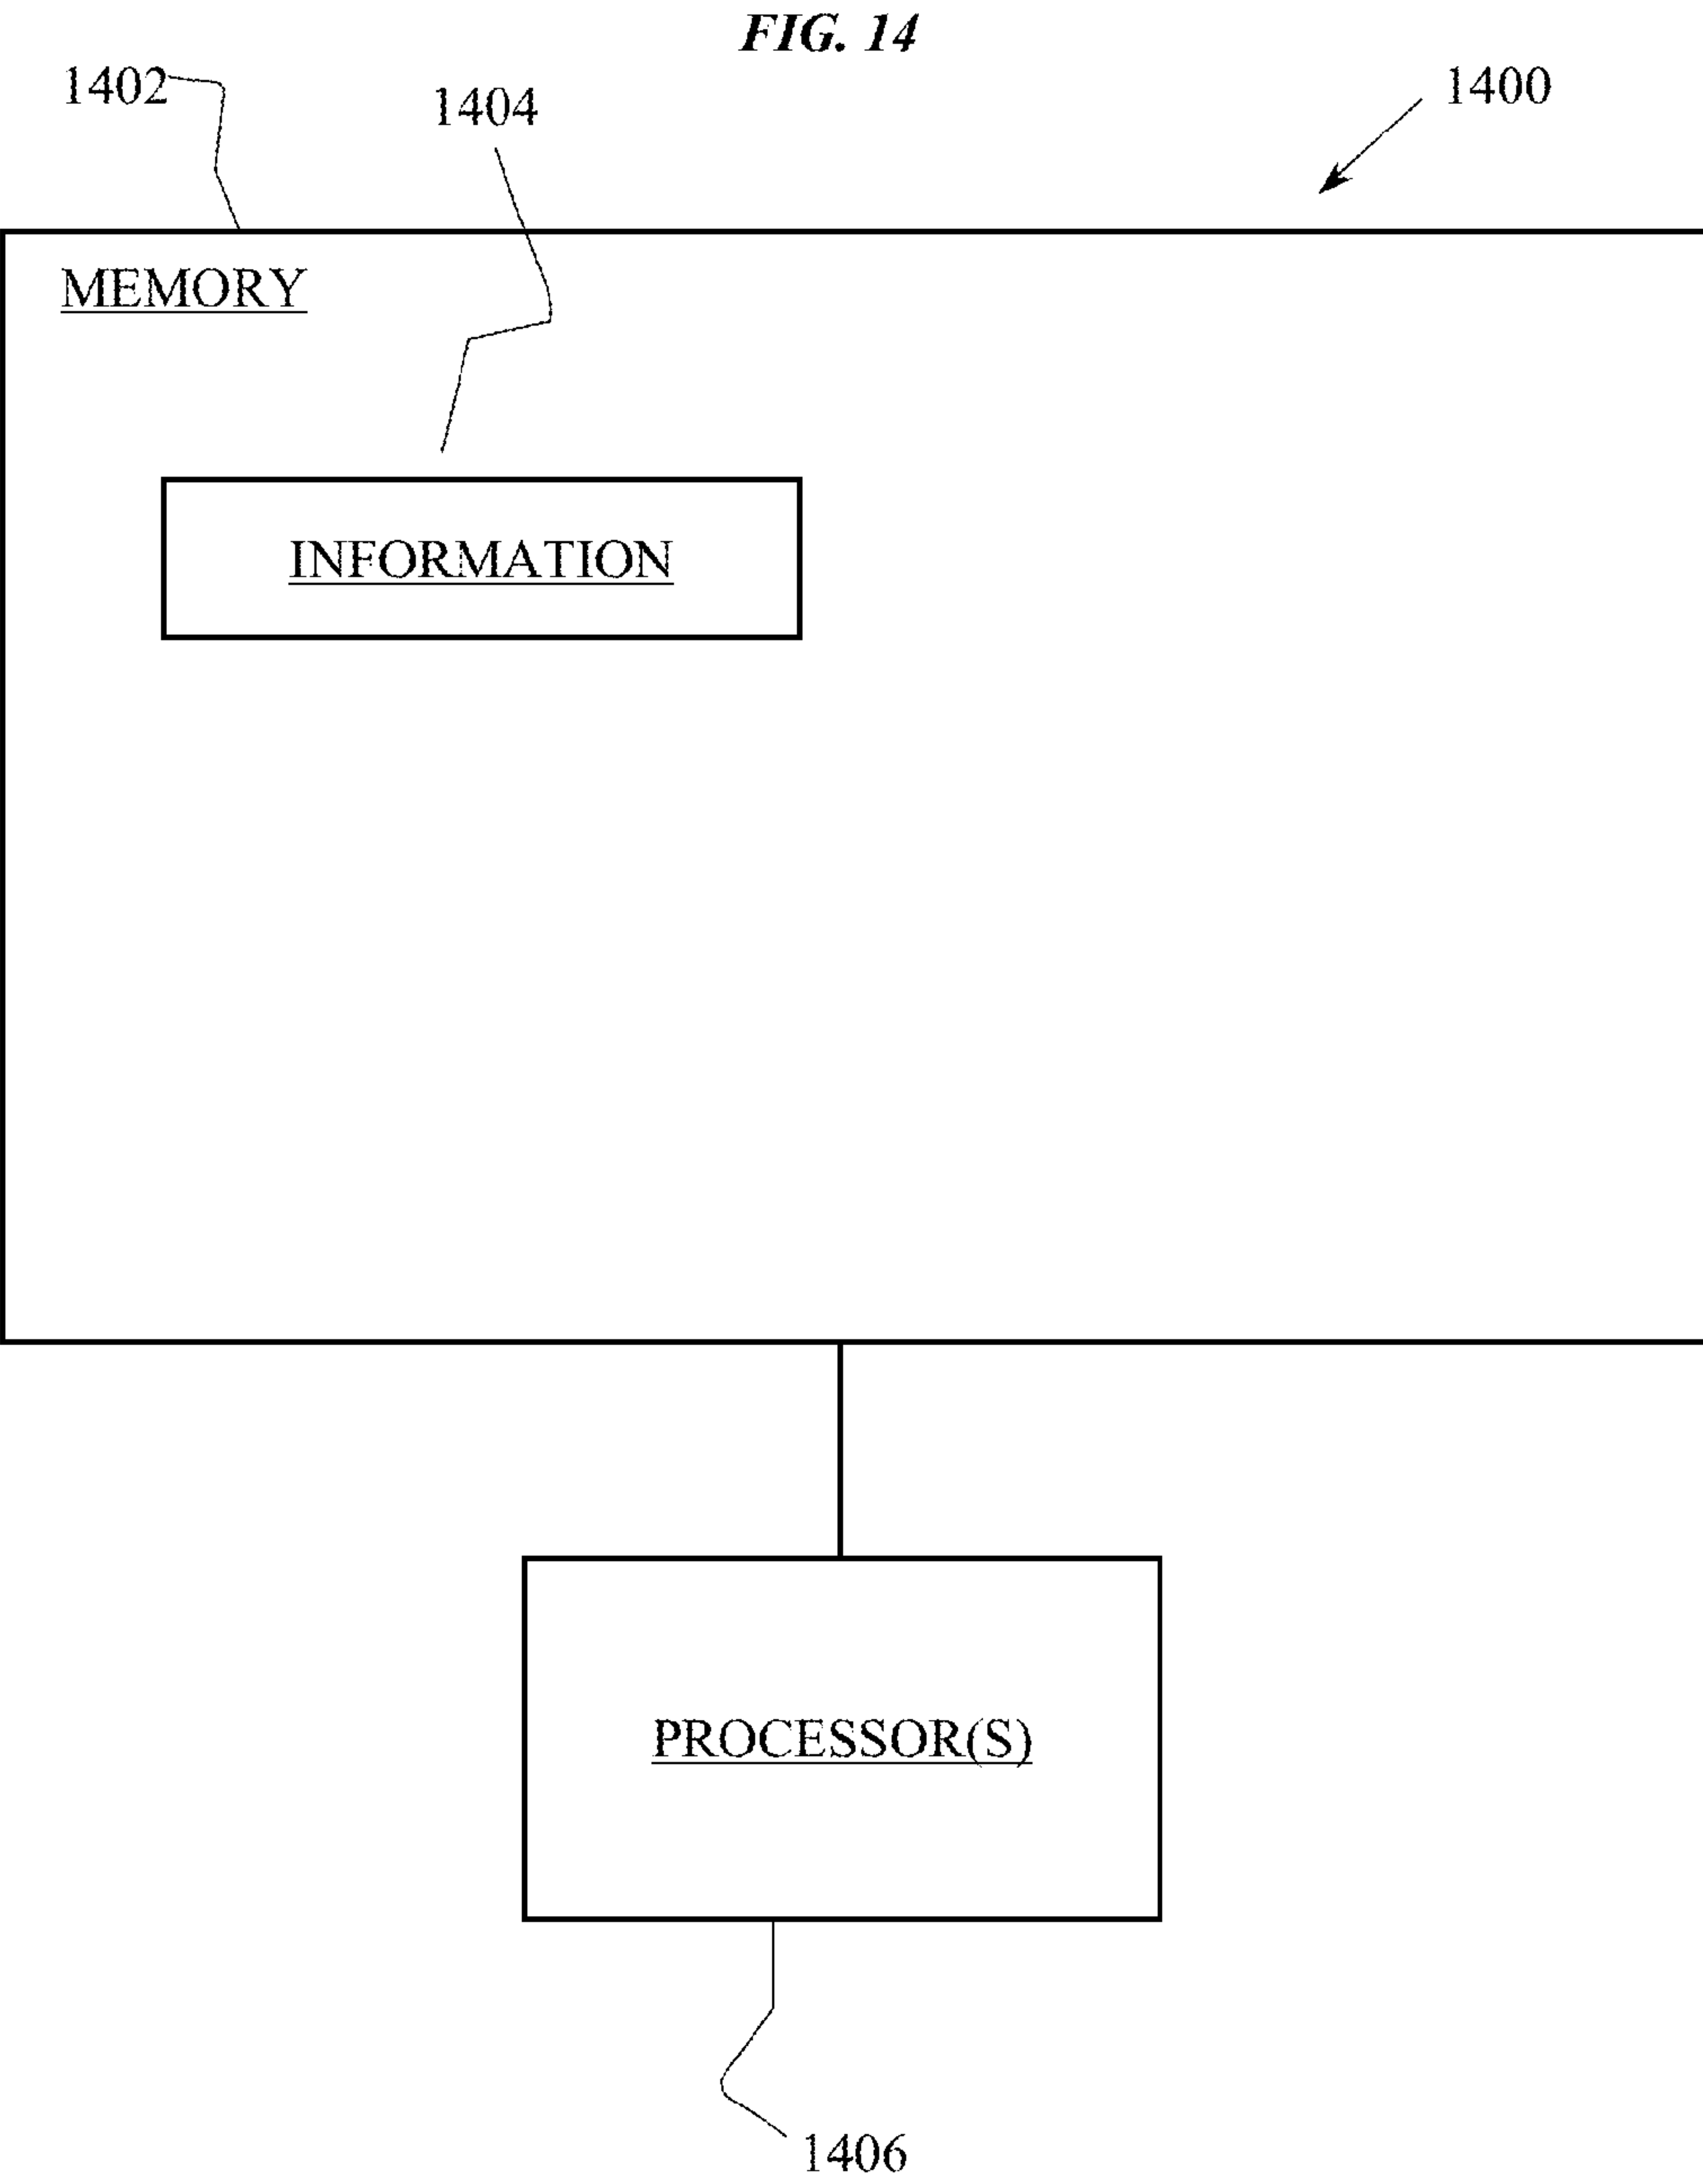 FIG. 14
1402
1404
1400
MEMORY
INFORMATION
PROCESSOR(S)
1406